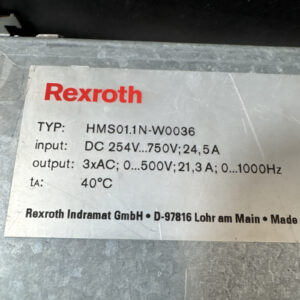 Rexroth
TYP: HMS01.1N-W0036
input: DC 254V...750V; 24,5A
output: 3xAC; 0...500V; 21,3A; 0...1000Hz
tA: 40°C
Rexroth Indramat GmbH • D-97816 Lohr am Main • Made